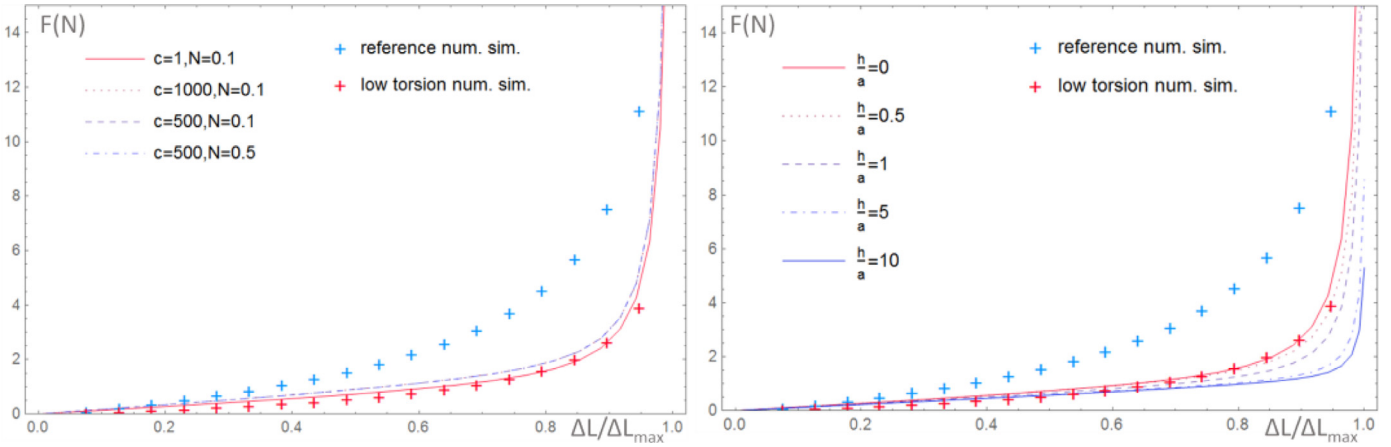 F(N)
14
12
10
8
6
4
2
0
c=1,N=0.1
c=1000,N=0.1
c=500,N=0.1
c=500,N=0.5
reference num. sim.
low torsion num. sim.
0.0 0.2 0.4 0.6 0.8 1.0
ΔL/ΔLmax
F(N)
14
12
10
8
6
4
2
0
h/a=0
h/a=0.5
h/a=1
h/a=5
h/a=10
reference num. sim.
low torsion num. sim.
0.0 0.2 0.4 0.6 0.8 1.0
ΔL/ΔLmax